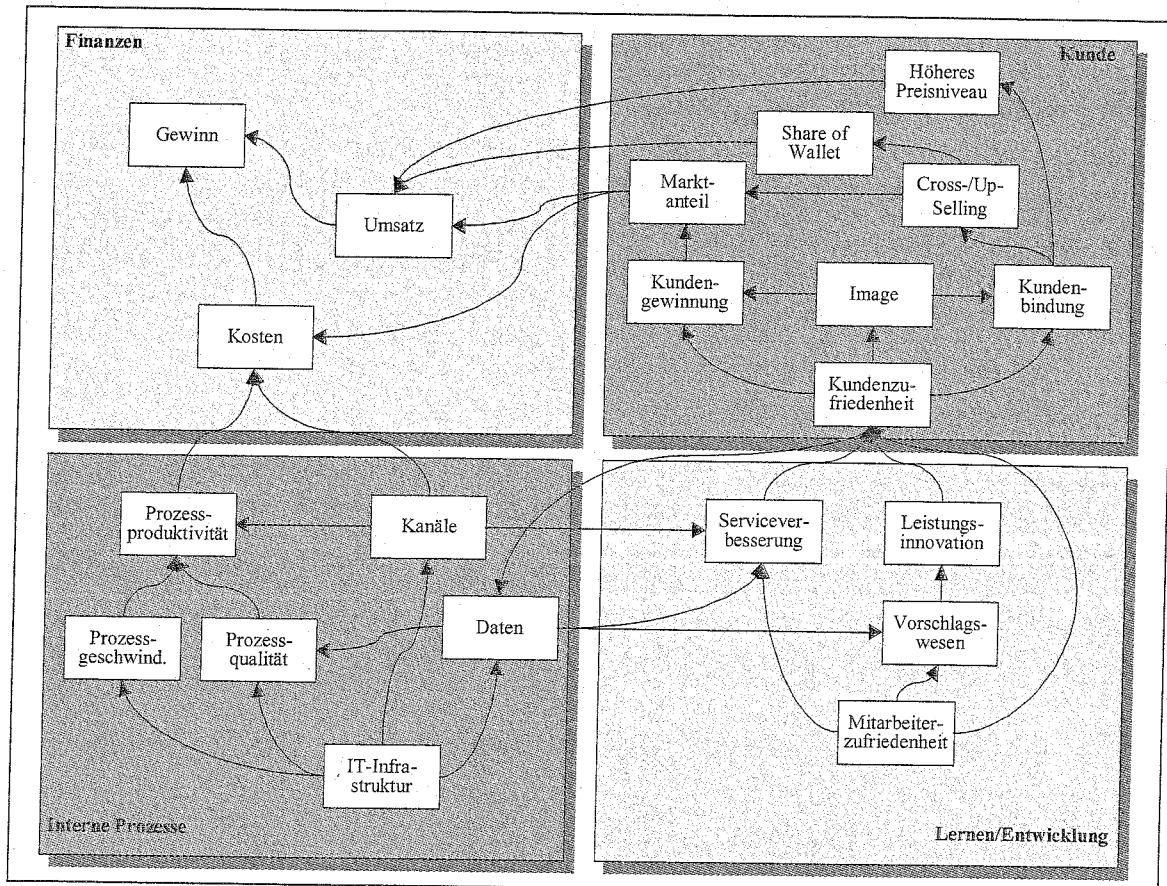 Finanzen
Gewinn
Umsatz
Kosten
Kunde
Höheres
Preisniveau
Share of
Wallet
Markt-
anteil
Cross-/Up-
Selling
Kunden-
gewinnung
Image
Kunden-
bindung
Kundenzu-
friedenheit
Prozess-
produktivität
Kanäle
Daten
Prozess-
geschwind.
Prozess-
qualität
IT-Infra-
struktur
Interne Prozesse
Servicever-
besserung
Leistungs-
innovation
Vorschlags-
wesen
Mitarbeiter-
zufriedenheit
Lernen/Entwicklung